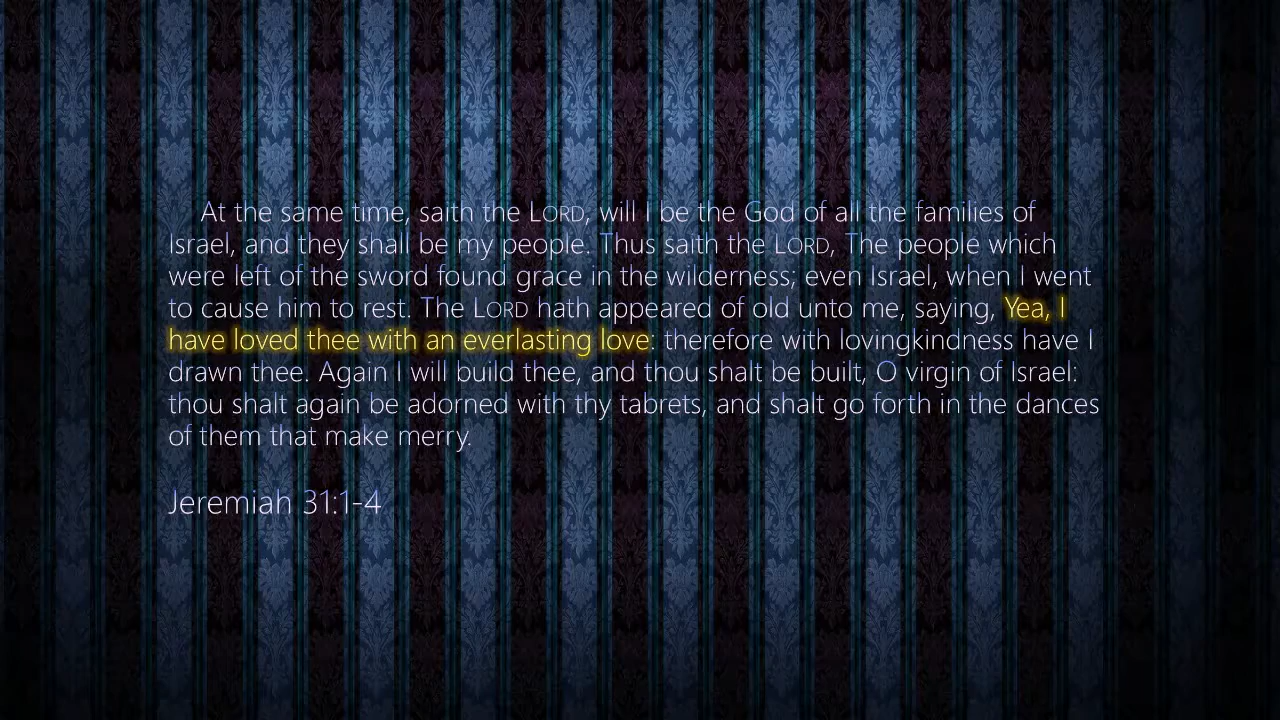 At the same time, saith the LORD, will I be the God of all the families of
Israel, and they shall be my people. Thus saith the LORD, The people which
were left of the sword found grace in the wilderness; even Israel, when I went
to cause him to rest. The LORD hath appeared of old unto me, saying, Yea, I
have loved thee with an everlasting love: therefore with lovingkindness have I
drawn thee. Again I will build thee, and thou shalt be built, O virgin of Israel:
thou shalt again be adorned with thy tabrets, and shalt go forth in the dances
of them that make merry.
Jeremiah 31:1-4